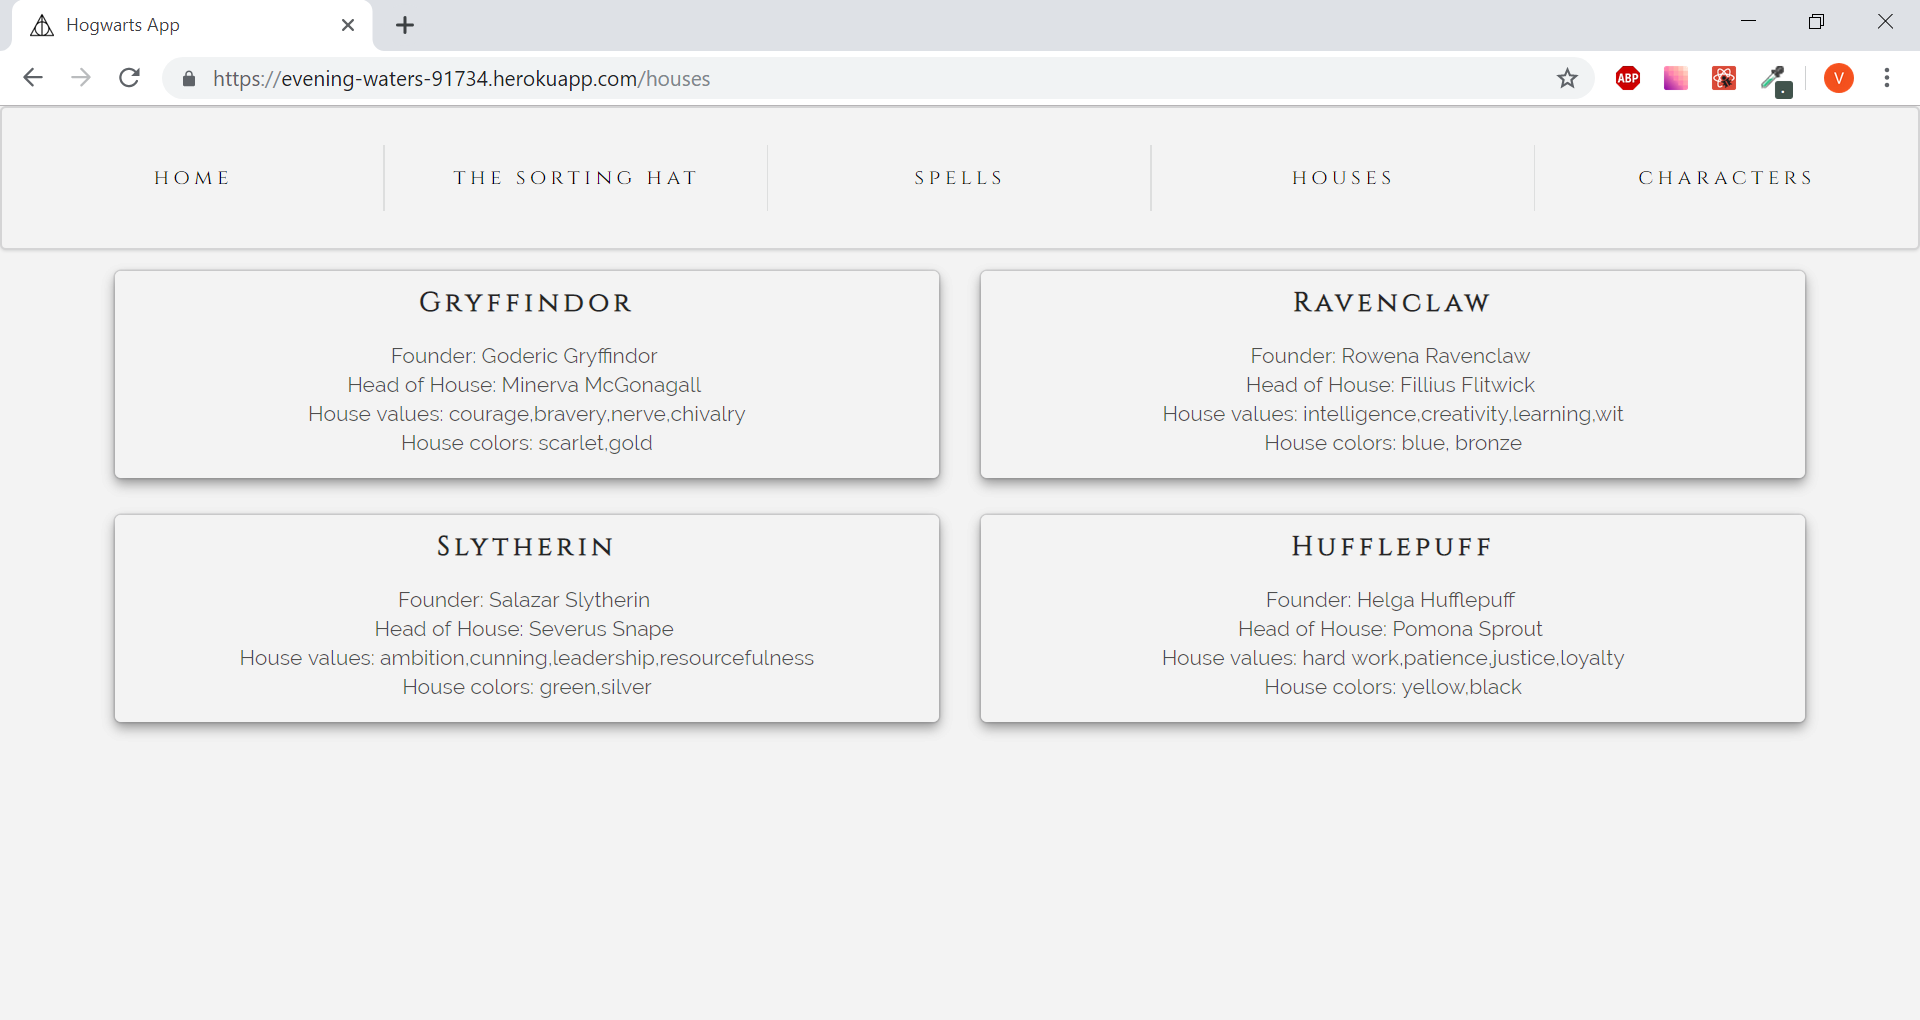 Hogwarts App
https://evening-waters-91734.herokuapp.com/houses
ABP
V
HOME
THE SORTING HAT
SPELLS
HOUSES
CHARACTERS
Gryffindor
Founder: Goderic Gryffindor
Head of House: Minerva McGonagall
House values: courage,bravery,nerve,chivalry
House colors: scarlet,gold
Ravenclaw
Founder: Rowena Ravenclaw
Head of House: Fillius Flitwick
House values: intelligence,creativity,learning,wit
House colors: blue, bronze
Slytherin
Founder: Salazar Slytherin
Head of House: Severus Snape
House values: ambition,cunning,leadership,resourcefulness
House colors: green,silver
Hufflepuff
Founder: Helga Hufflepuff
Head of House: Pomona Sprout
House values: hard work,patience,justice,loyalty
House colors: yellow,black